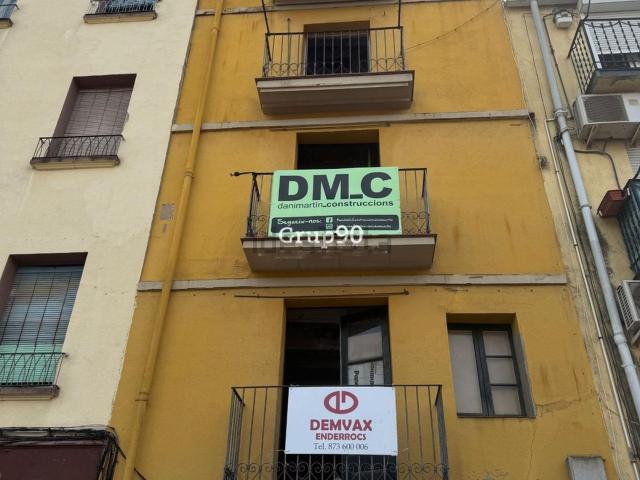 DM_C
danimartin_construccions
Segueix-nos:
Grup90
DEMVAX
ENDERROCS
Tel. 873 600 006